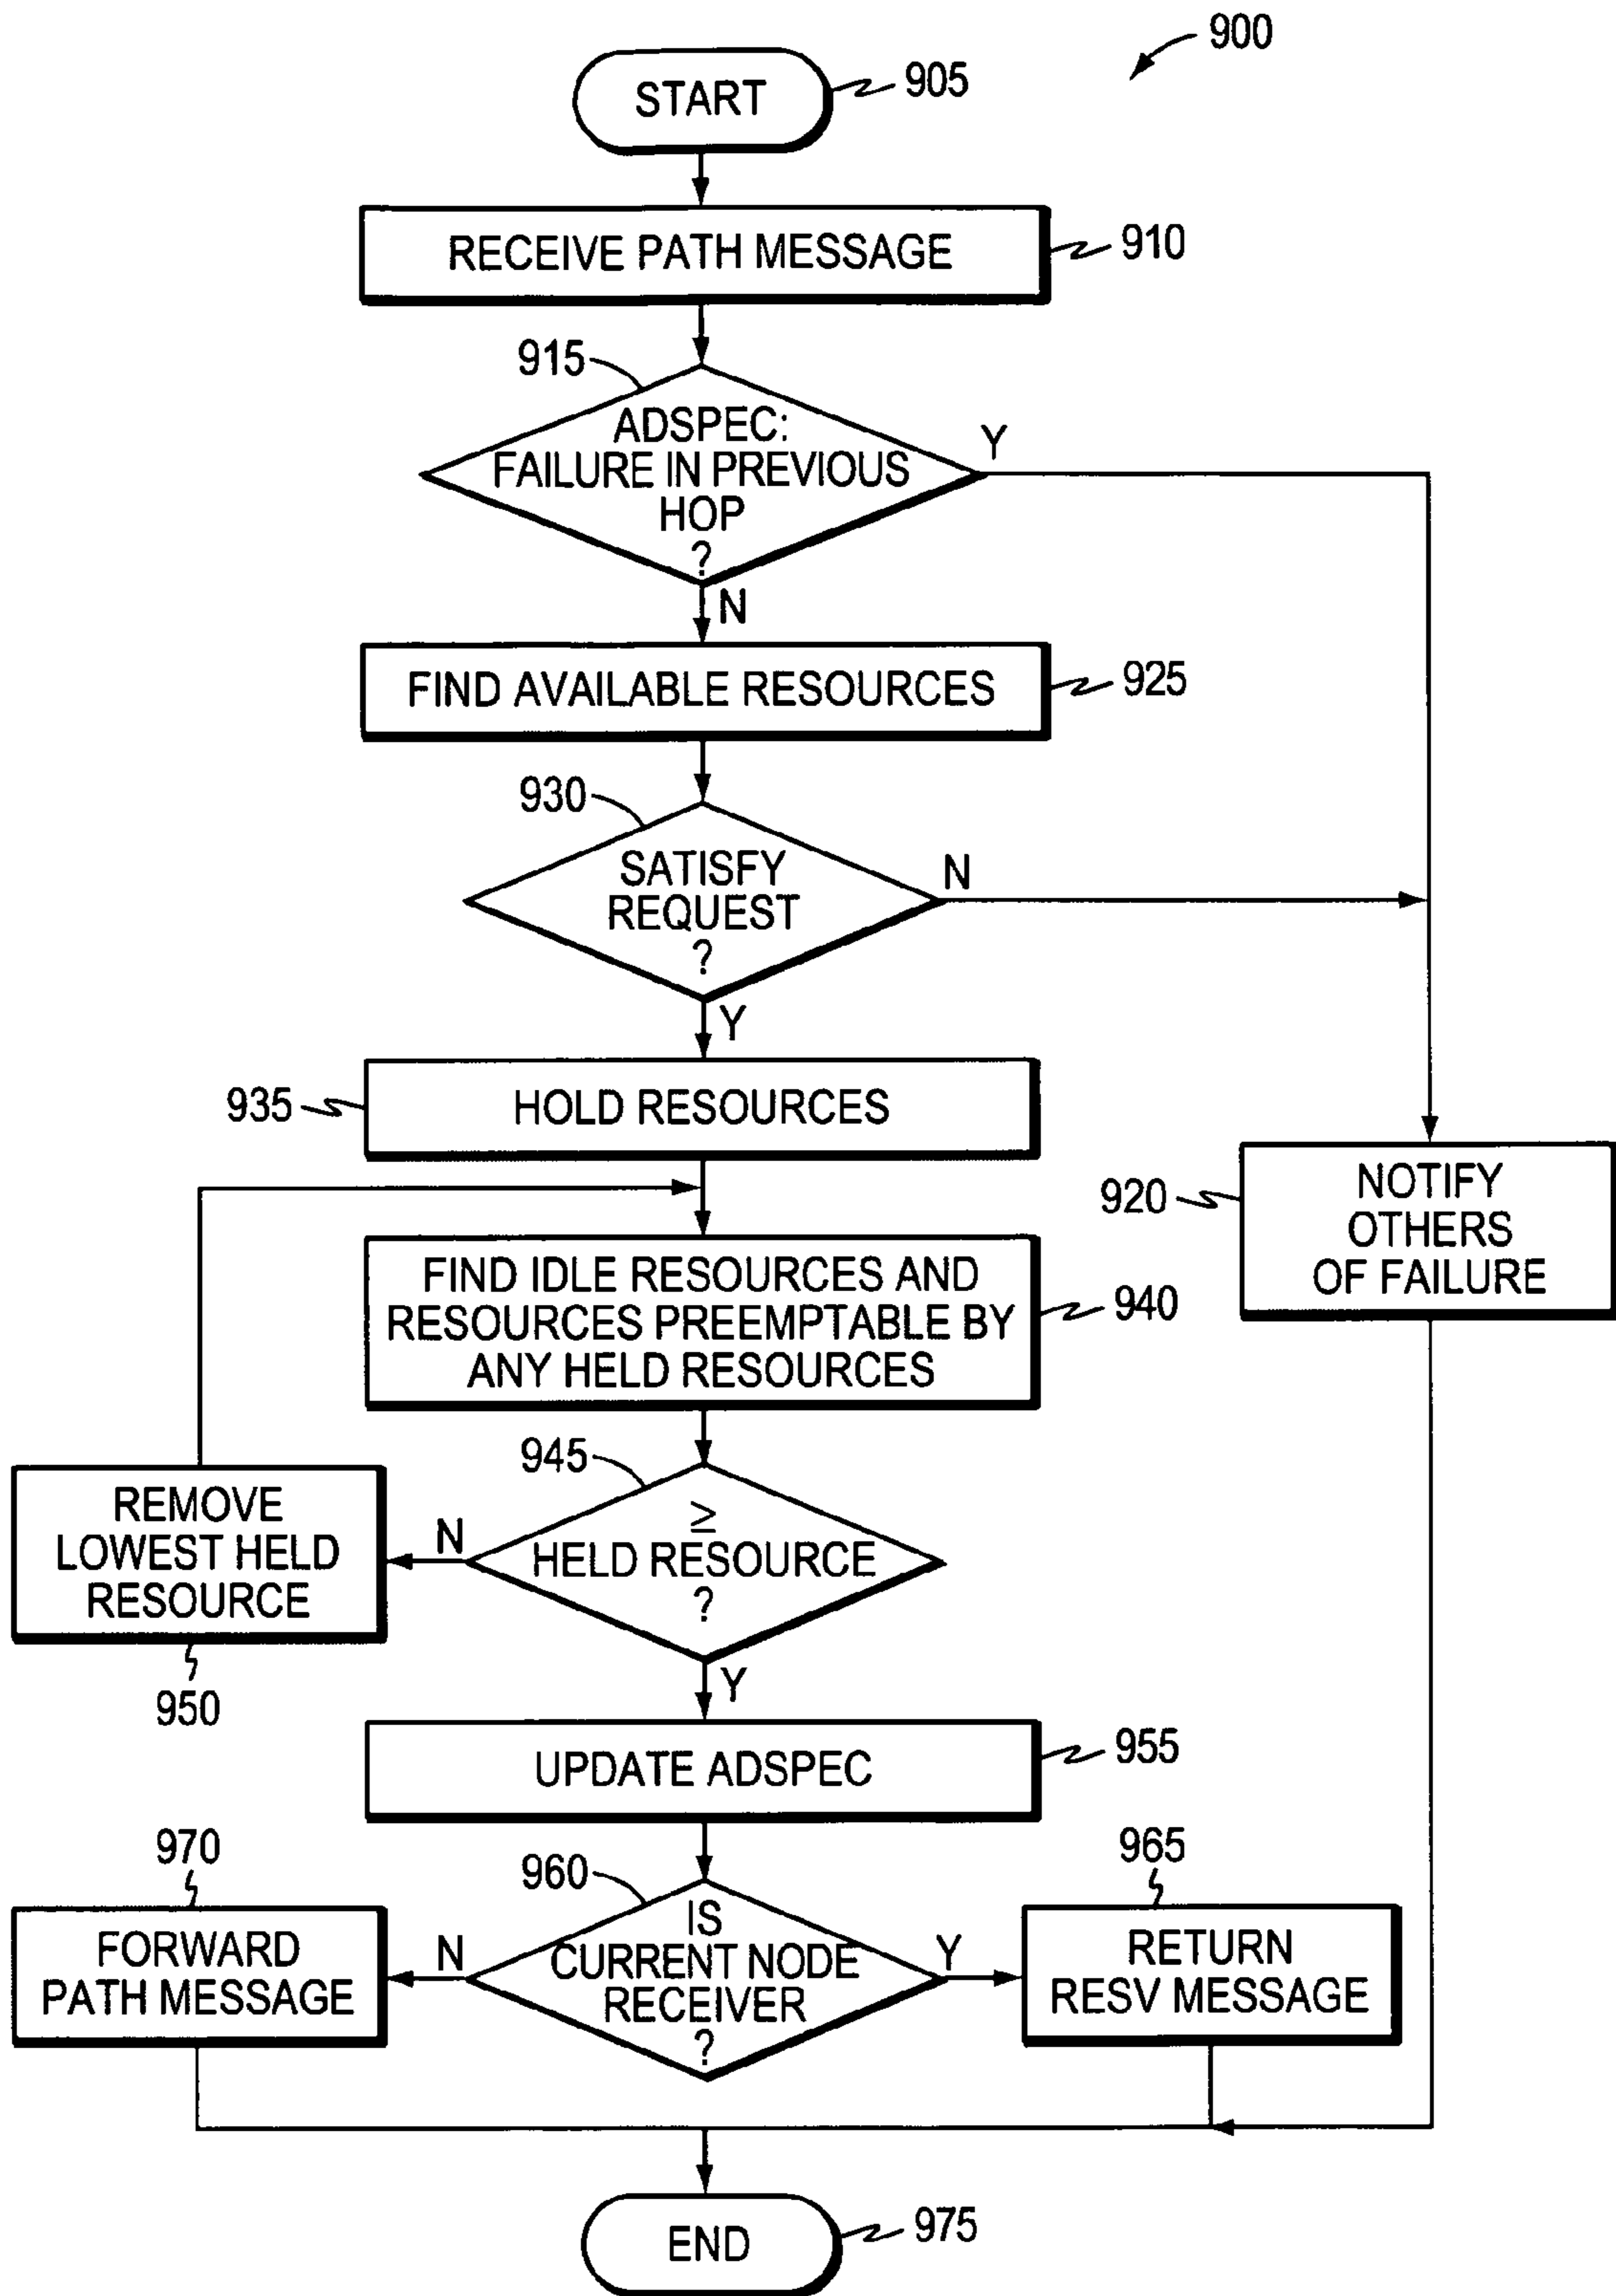 900
START
905
RECEIVE PATH MESSAGE
910
915
ADSPEC:
FAILURE IN PREVIOUS
HOP
?
Y
N
FIND AVAILABLE RESOURCES
925
930
SATISFY
REQUEST
?
N
Y
935
HOLD RESOURCES
920
NOTIFY
OTHERS
OF FAILURE
FIND IDLE RESOURCES AND
RESOURCES PREEMPTABLE BY
ANY HELD RESOURCES
940
945
≥
HELD RESOURCE
?
N
REMOVE
LOWEST HELD
RESOURCE
950
Y
UPDATE ADSPEC
955
960
IS
CURRENT NODE
RECEIVER
?
N
970
FORWARD
PATH MESSAGE
Y
965
RETURN
RESV MESSAGE
END
975